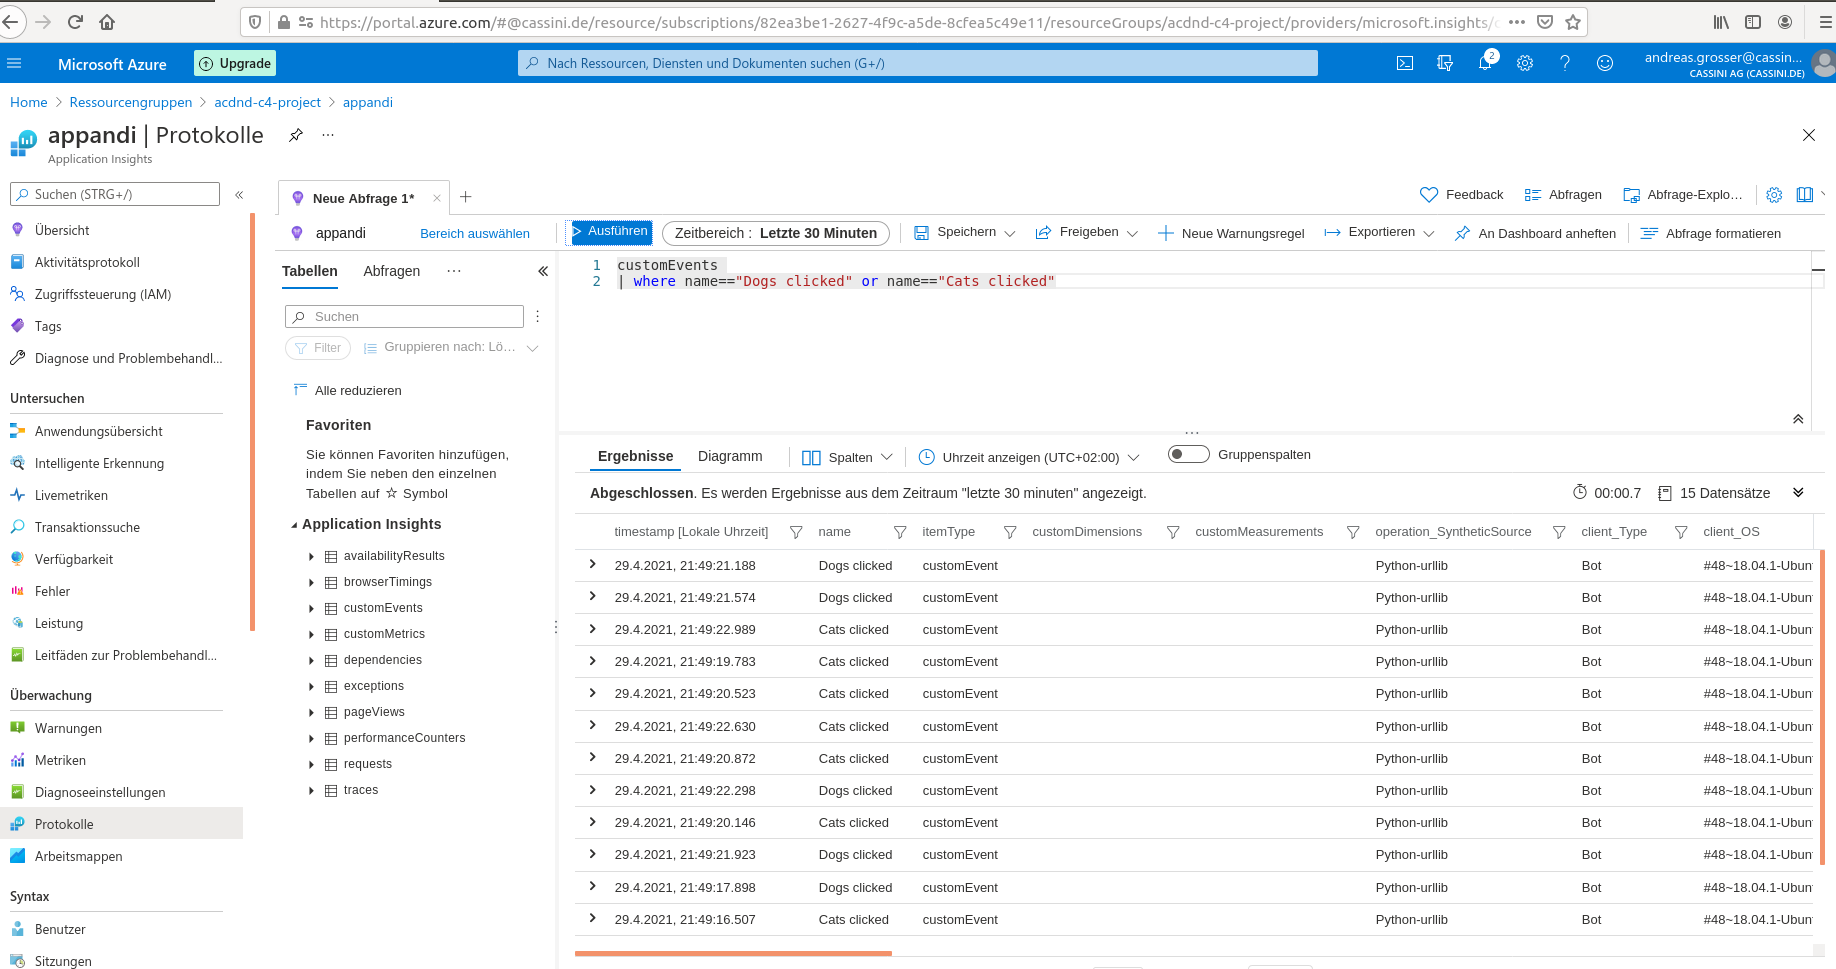 https://portal.azure.com/#@cassini.de/resource/subscriptions/82ea3be1-2627-4f9c-a5de-8cfea5c49e11/resourceGroups/acdnd-c4-project/providers/microsoft.insights/
Microsoft Azure
Upgrade
Nach Ressourcen, Diensten und Dokumenten suchen (G+/)
2
andreas.grosser@cassin...
CASSINI AG (CASSINI.DE)
Home > Ressourcengruppen > acdnd-c4-project > appandi
appandi | Protokolle
Application Insights
Suchen (STRG+/)
Übersicht
Aktivitätsprotokoll
Zugriffssteuerung (IAM)
Tags
Diagnose und Problembehandl...
Untersuchen
Anwendungsübersicht
Intelligente Erkennung
Livemetriken
Transaktionssuche
Verfügbarkeit
Fehler
Leistung
Leitfäden zur Problembehandl...
Überwachung
Warnungen
Metriken
Diagnoseeinstellungen
Protokolle
Arbeitsmappen
Syntax
Benutzer
Sitzungen
Neue Abfrage 1*
Feedback
Abfragen
Abfrage-Explo...
appandi
Bereich auswählen
Ausführen
Zeitbereich : Letzte 30 Minuten
Speichern
Freigeben
Neue Warnungsregel
Exportieren
An Dashboard anheften
Abfrage formatieren
Tabellen
Abfragen
Suchen
Filter
Gruppieren nach: Lö...
Alle reduzieren
Favoriten
Sie können Favoriten hinzufügen,
indem Sie neben den einzelnen
Tabellen auf ☆ Symbol
Application Insights
availabilityResults
browserTimings
customEvents
customMetrics
dependencies
exceptions
pageViews
performanceCounters
requests
traces
1 customEvents
2 | where name=="Dogs clicked" or name=="Cats clicked"
Ergebnisse
Diagramm
Spalten
Uhrzeit anzeigen (UTC+02:00)
Gruppenspalten
Abgeschlossen. Es werden Ergebnisse aus dem Zeitraum "letzte 30 minuten" angezeigt.
00:00.7
15 Datensätze
timestamp [Lokale Uhrzeit] name itemType customDimensions customMeasurements operation_SyntheticSource client_Type client_OS
29.4.2021, 21:49:21.188 Dogs clicked customEvent Python-urllib Bot #48~18.04.1-Ubun
29.4.2021, 21:49:21.574 Dogs clicked customEvent Python-urllib Bot #48~18.04.1-Ubun
29.4.2021, 21:49:22.989 Cats clicked customEvent Python-urllib Bot #48~18.04.1-Ubun
29.4.2021, 21:49:19.783 Cats clicked customEvent Python-urllib Bot #48~18.04.1-Ubun
29.4.2021, 21:49:20.523 Cats clicked customEvent Python-urllib Bot #48~18.04.1-Ubun
29.4.2021, 21:49:22.630 Cats clicked customEvent Python-urllib Bot #48~18.04.1-Ubun
29.4.2021, 21:49:20.872 Cats clicked customEvent Python-urllib Bot #48~18.04.1-Ubun
29.4.2021, 21:49:22.298 Dogs clicked customEvent Python-urllib Bot #48~18.04.1-Ubun
29.4.2021, 21:49:20.146 Cats clicked customEvent Python-urllib Bot #48~18.04.1-Ubun
29.4.2021, 21:49:21.923 Dogs clicked customEvent Python-urllib Bot #48~18.04.1-Ubun
29.4.2021, 21:49:17.898 Dogs clicked customEvent Python-urllib Bot #48~18.04.1-Ubun
29.4.2021, 21:49:16.507 Cats clicked customEvent Python-urllib Bot #48~18.04.1-Ubun